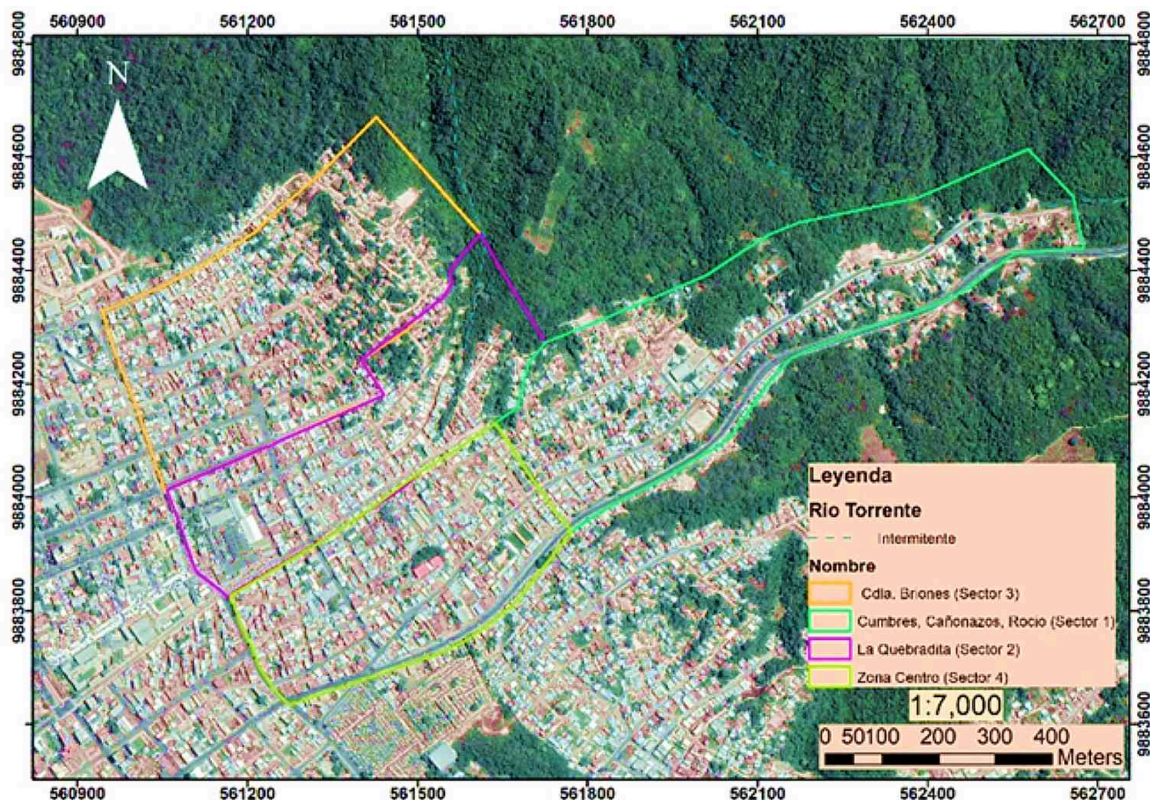 560900 561200 561500 561800 562100 562400 562700
9884800 9884800
N
9884600 9884600
9884400 9884400
9884200 9884200
9884000 9884000
9883800 9883800
9883600
Leyenda
Rio Torrente
Intermitente
Nombre
Cdla. Briones (Sector 3)
Cumbres, Cañonazos, Rocio (Sector 1)
La Quebradita (Sector 2)
Zona Centro (Sector 4)
1:7,000
0 50100 200 300 400
Meters
560900 561200 561500 561800 562100 562400 562700